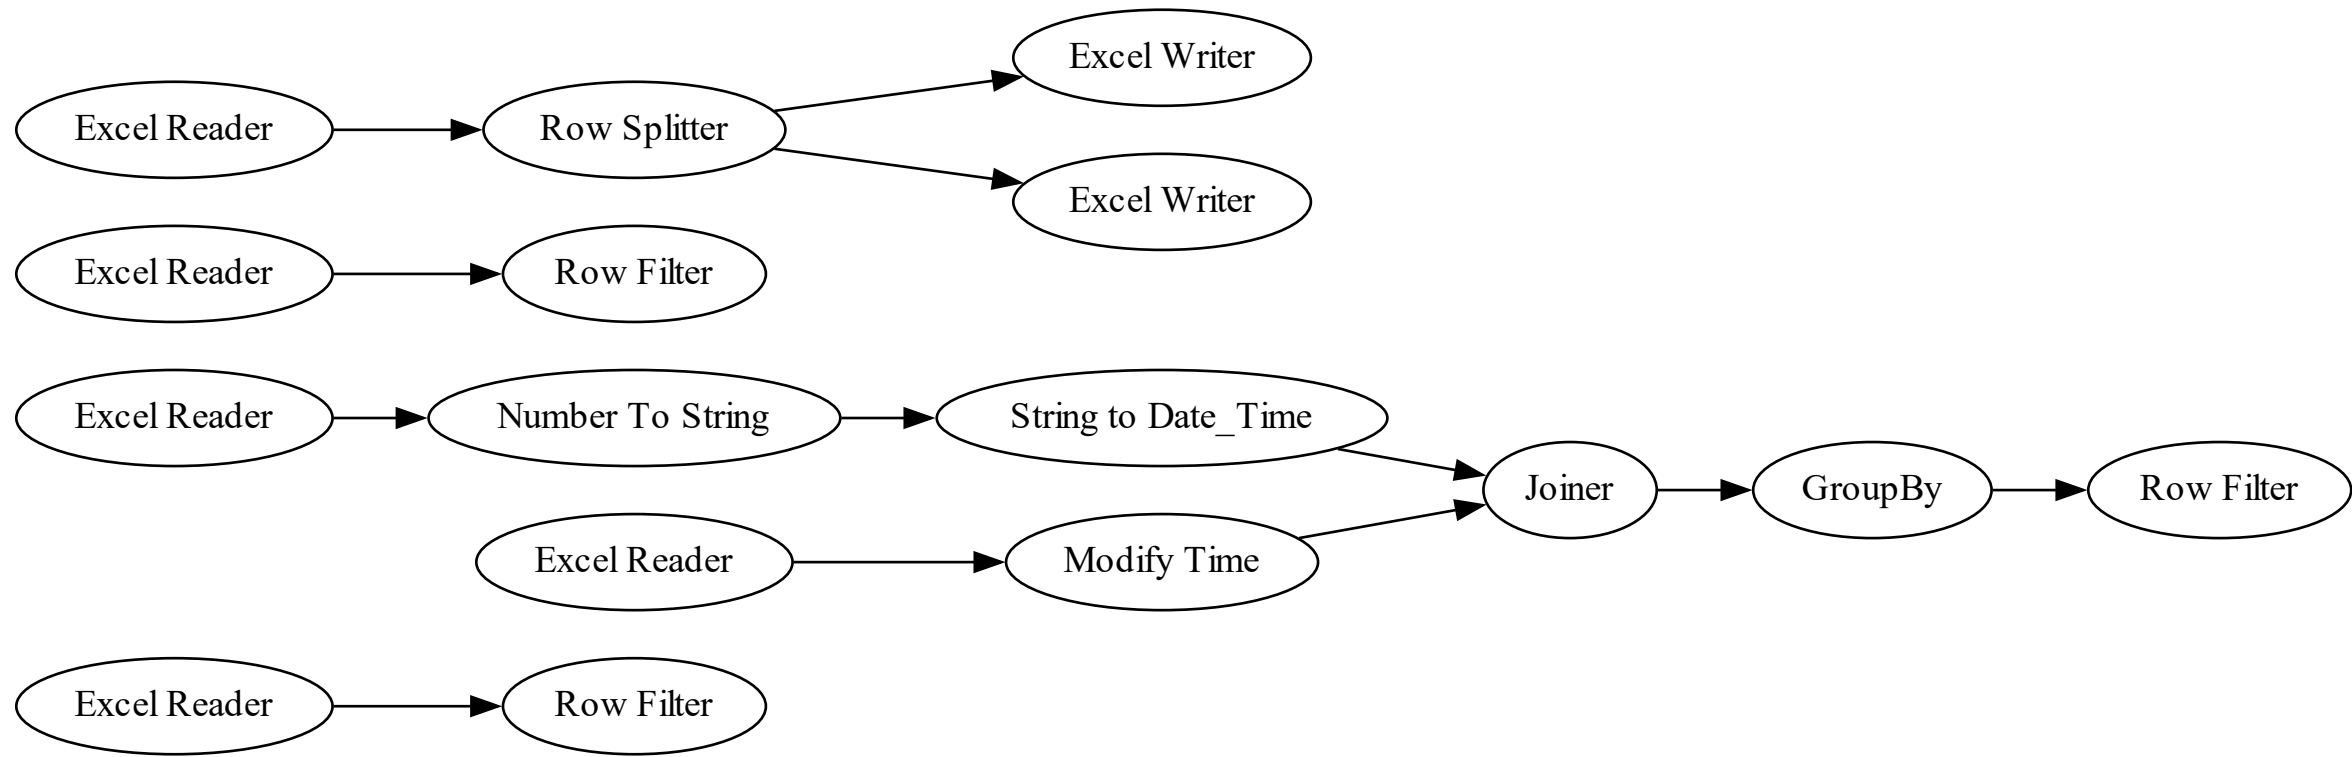 Excel Writer
Excel Reader
Row Splitter
Excel Writer
Excel Reader
Row Filter
Excel Reader
Number To String
String to Date_Time
Joiner
GroupBy
Row Filter
Excel Reader
Modify Time
Excel Reader
Row Filter